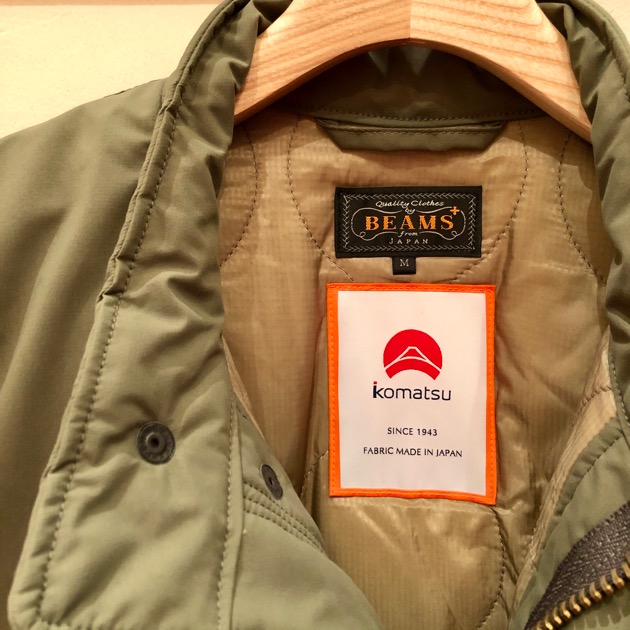 Quality Clothes
by
BEAMS+
from
JAPAN
M
komatsu
SINCE 1943
FABRIC MADE IN JAPAN